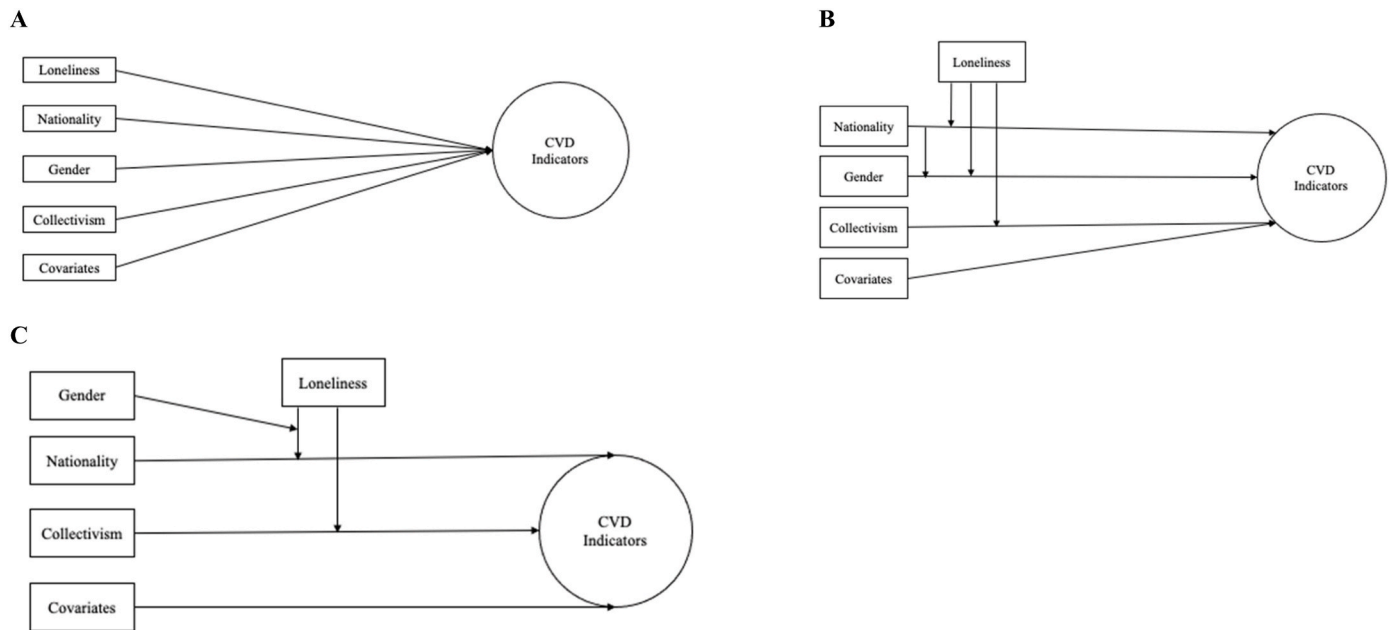 A
Loneliness
Nationality
Gender
Collectivism
Covariates
CVD
Indicators
B
Loneliness
Nationality
Gender
Collectivism
Covariates
CVD
Indicators
C
Gender
Loneliness
Nationality
Collectivism
Covariates
CVD
Indicators